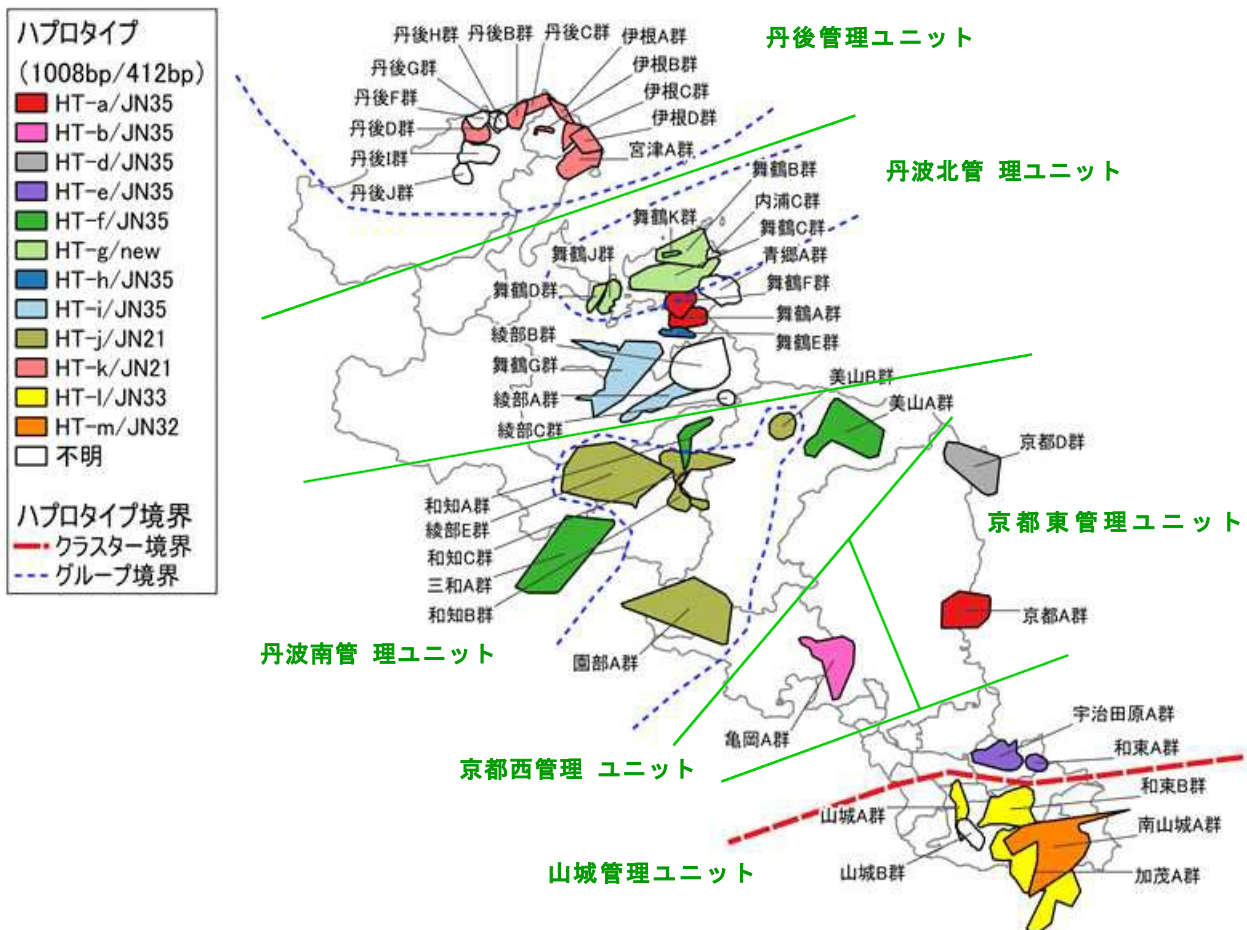 ハプロタイプ
(1008bp/412bp)
HT-a/JN35
HT-b/JN35
HT-d/JN35
HT-e/JN35
HT-f/JN35
HT-g/new
HT-h/JN35
HT-i/JN35
HT-j/JN21
HT-k/JN21
HT-l/JN33
HT-m/JN32
不明
ハプロタイプ境界
クラスター境界
グループ境界
丹後管理ユニット
丹後H群
丹後B群
丹後C群
伊根A群
丹後G群
伊根B群
丹後F群
伊根C群
丹後D群
伊根D群
丹後I群
宮津A群
丹後J群
丹波北管 理ユニット
舞鶴B群
内浦C群
舞鶴K群
舞鶴C群
舞鶴J群
青郷A群
舞鶴D群
舞鶴F群
舞鶴A群
綾部B群
舞鶴E群
舞鶴G群
美山B群
綾部A群
美山A群
綾部C群
京都D群
和知A群
京都東管理ユニット
綾部E群
和知C群
三和A群
和知B群
京都A群
丹波南管 理ユニット
園部A群
亀岡A群
宇治田原A群
和東A群
京都西管理 ユニット
和東B群
山城A群
南山城A群
山城B群
加茂A群
山城管理ユニット